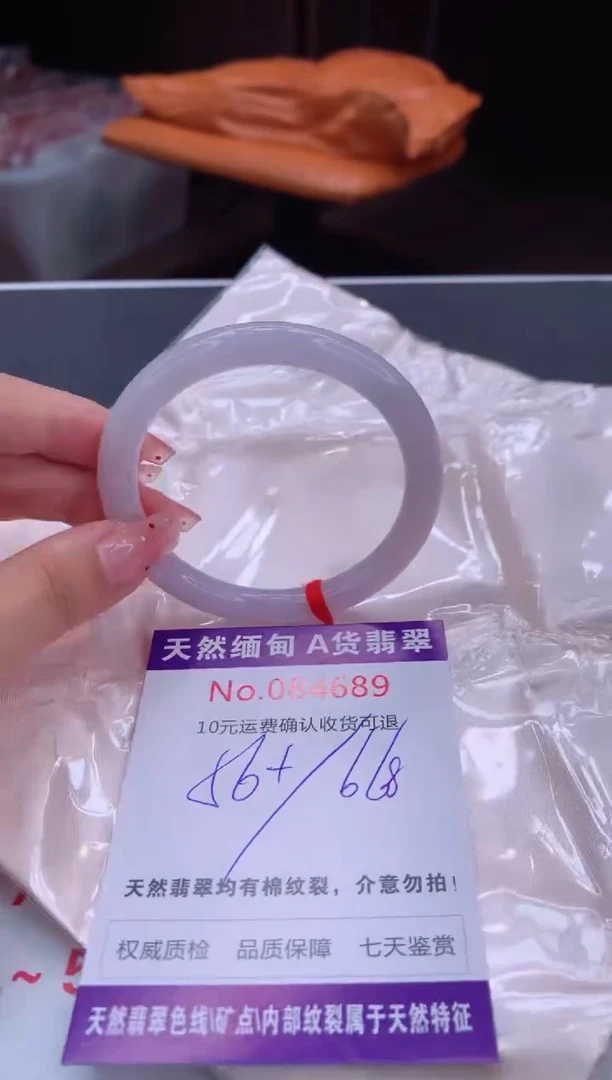 天然缅甸 A货翡翠
No.084689
10元运费确认收货可退
56+/668
天然翡翠均有棉纹裂，介意勿拍！
权威质检 品质保障 七天鉴赏
天然翡翠色线\矿点\内部纹裂属于天然特征